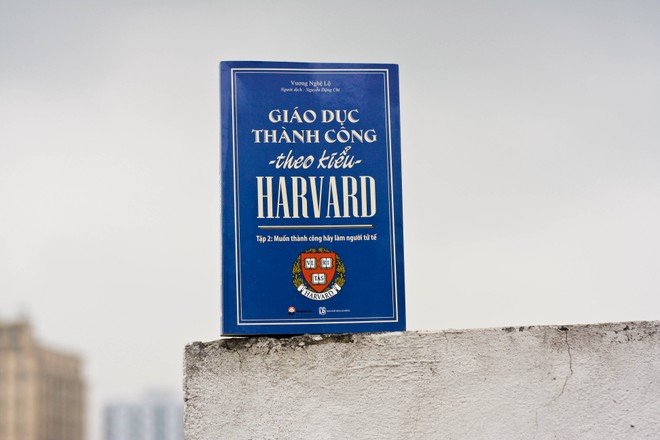 Vương Nghệ Lộ
Người dịch : Nguyễn Đặng Chi
GIÁO DỤC
THÀNH CÔNG
-theo kiểu-
HARVARD
Tập 2: Muốn thành công hãy làm người tử tế
VE RI
TAS
HARVARD